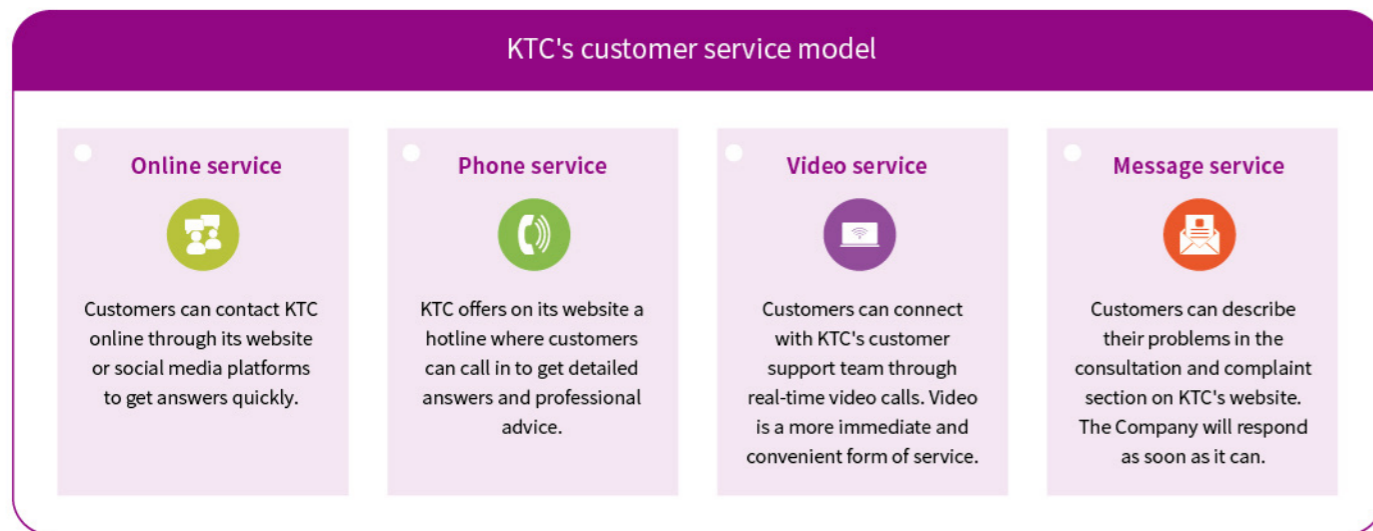 KTC's customer service model
Online service
Customers can contact KTC
online through its website
or social media platforms
to get answers quickly.
Phone service
KTC offers on its website a
hotline where customers
can call in to get detailed
answers and professional
advice.
Video service
Customers can connect
with KTC's customer
support team through
real-time video calls. Video
is a more immediate and
convenient form of service.
Message service
Customers can describe
their problems in the
consultation and complaint
section on KTC's website.
The Company will respond
as soon as it can.